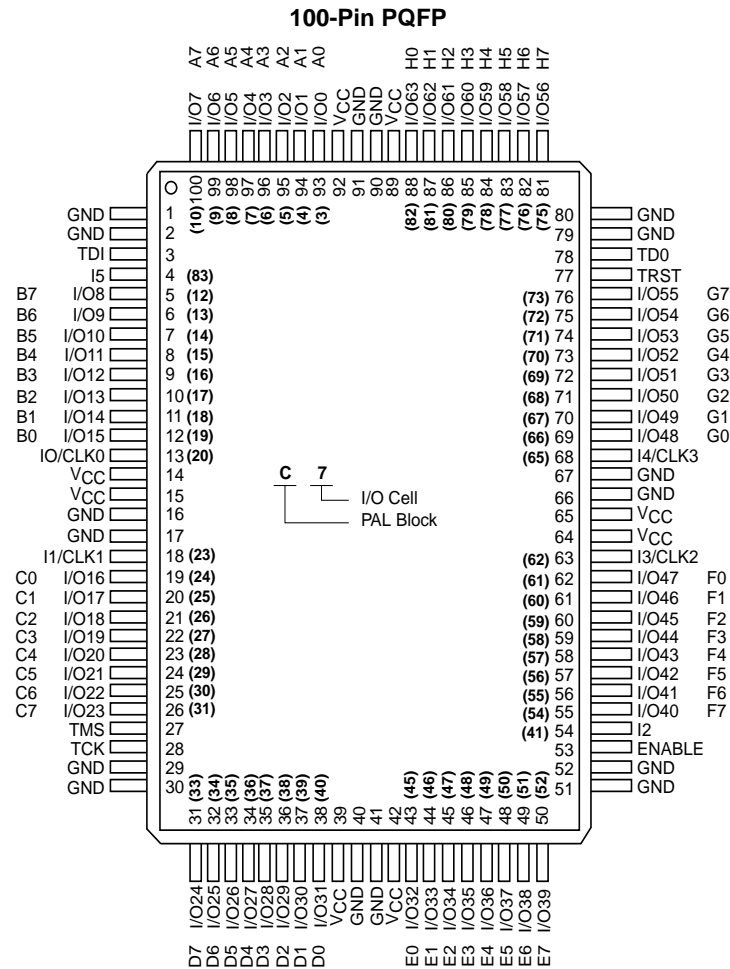 100-Pin PQFP
A7 A6 A5 A4 A3 A2 A1 A0 H0 H1 H2 H3 H4 H5 H6 H7
I/O7 I/O6 I/O5 I/O4 I/O3 I/O2 I/O1 I/O0 VCC GND GND VCC I/O63 I/O62 I/O61 I/O60 I/O59 I/O58 I/O57 I/O56
100 99 98 97 96 95 94 93 92 91 90 89 88 87 86 85 84 83 82 81
(10) (9) (8) (7) (6) (5) (4) (3) (82) (81) (80) (79) (78) (77) (76) (75)
GND 1 80 GND
GND 2 79 GND
TDI 3 78 TD0
I5 4 (83) 77 TRST
B7 I/O8 5 (12) (73) 76 I/O55 G7
B6 I/O9 6 (13) (72) 75 I/O54 G6
B5 I/O10 7 (14) (71) 74 I/O53 G5
B4 I/O11 8 (15) (70) 73 I/O52 G4
B3 I/O12 9 (16) (69) 72 I/O51 G3
B2 I/O13 10 (17) (68) 71 I/O50 G2
B1 I/O14 11 (18) (67) 70 I/O49 G1
B0 I/O15 12 (19) (66) 69 I/O48 G0
IO/CLK0 13 (20) (65) 68 I4/CLK3
VCC 14 67 GND
C 7
VCC 15 66 GND
I/O Cell
GND 16 65 VCC
PAL Block
GND 17 64 VCC
I1/CLK1 18 (23) (62) 63 I3/CLK2
C0 I/O16 19 (24) (61) 62 I/O47 F0
C1 I/O17 20 (25) (60) 61 I/O46 F1
C2 I/O18 21 (26) (59) 60 I/O45 F2
C3 I/O19 22 (27) (58) 59 I/O44 F3
C4 I/O20 23 (28) (57) 58 I/O43 F4
C5 I/O21 24 (29) (56) 57 I/O42 F5
C6 I/O22 25 (30) (55) 56 I/O41 F6
C7 I/O23 26 (31) (54) 55 I/O40 F7
TMS 27 (41) 54 I2
TCK 28 53 ENABLE
GND 29 52 GND
GND 30 51 GND
(33) (34) (35) (36) (37) (38) (39) (40) (45) (46) (47) (48) (49) (50) (51) (52)
31 32 33 34 35 36 37 38 39 40 41 42 43 44 45 46 47 48 49 50
I/O24 I/O25 I/O26 I/O27 I/O28 I/O29 I/O30 I/O31 VCC GND GND VCC I/O32 I/O33 I/O34 I/O35 I/O36 I/O37 I/O38 I/O39
D7 D6 D5 D4 D3 D2 D1 D0 E0 E1 E2 E3 E4 E5 E6 E7